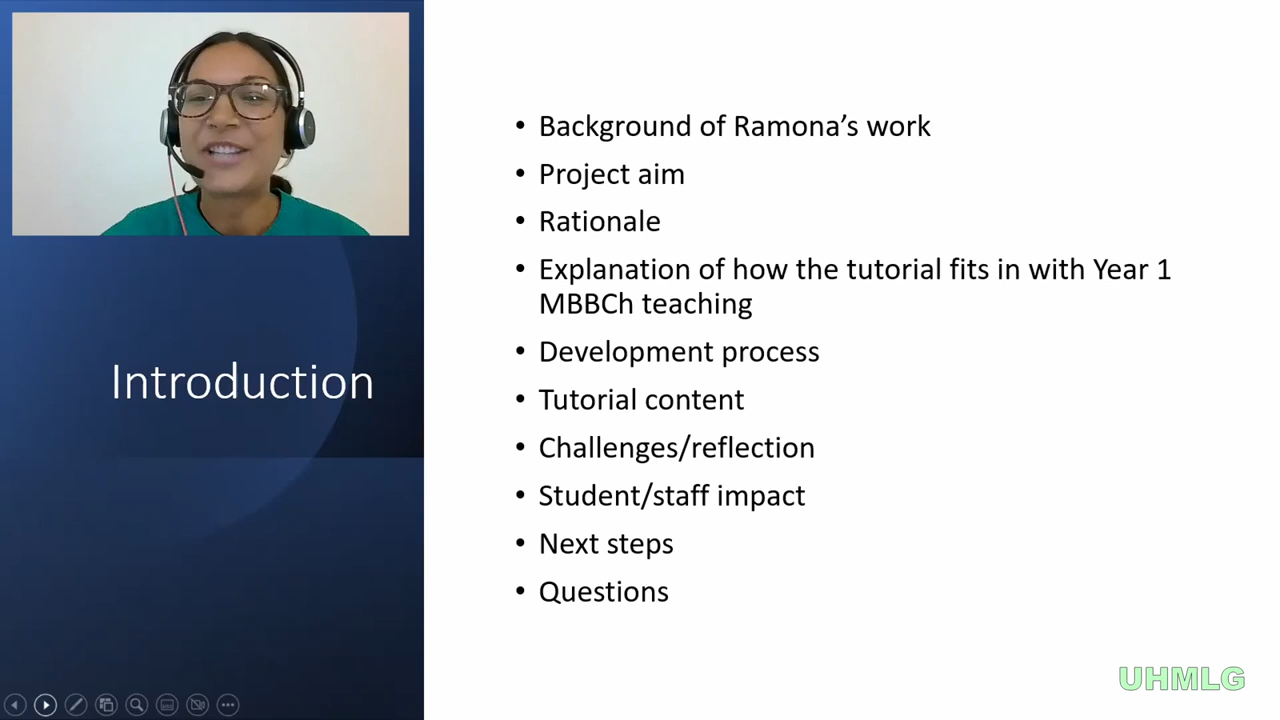 Introduction
• Background of Ramona's work
• Project aim
• Rationale
• Explanation of how the tutorial fits in with Year 1
MBBCh teaching
• Development process
• Tutorial content
• Challenges/reflection
• Student/staff impact
• Next steps
• Questions
UHMLG